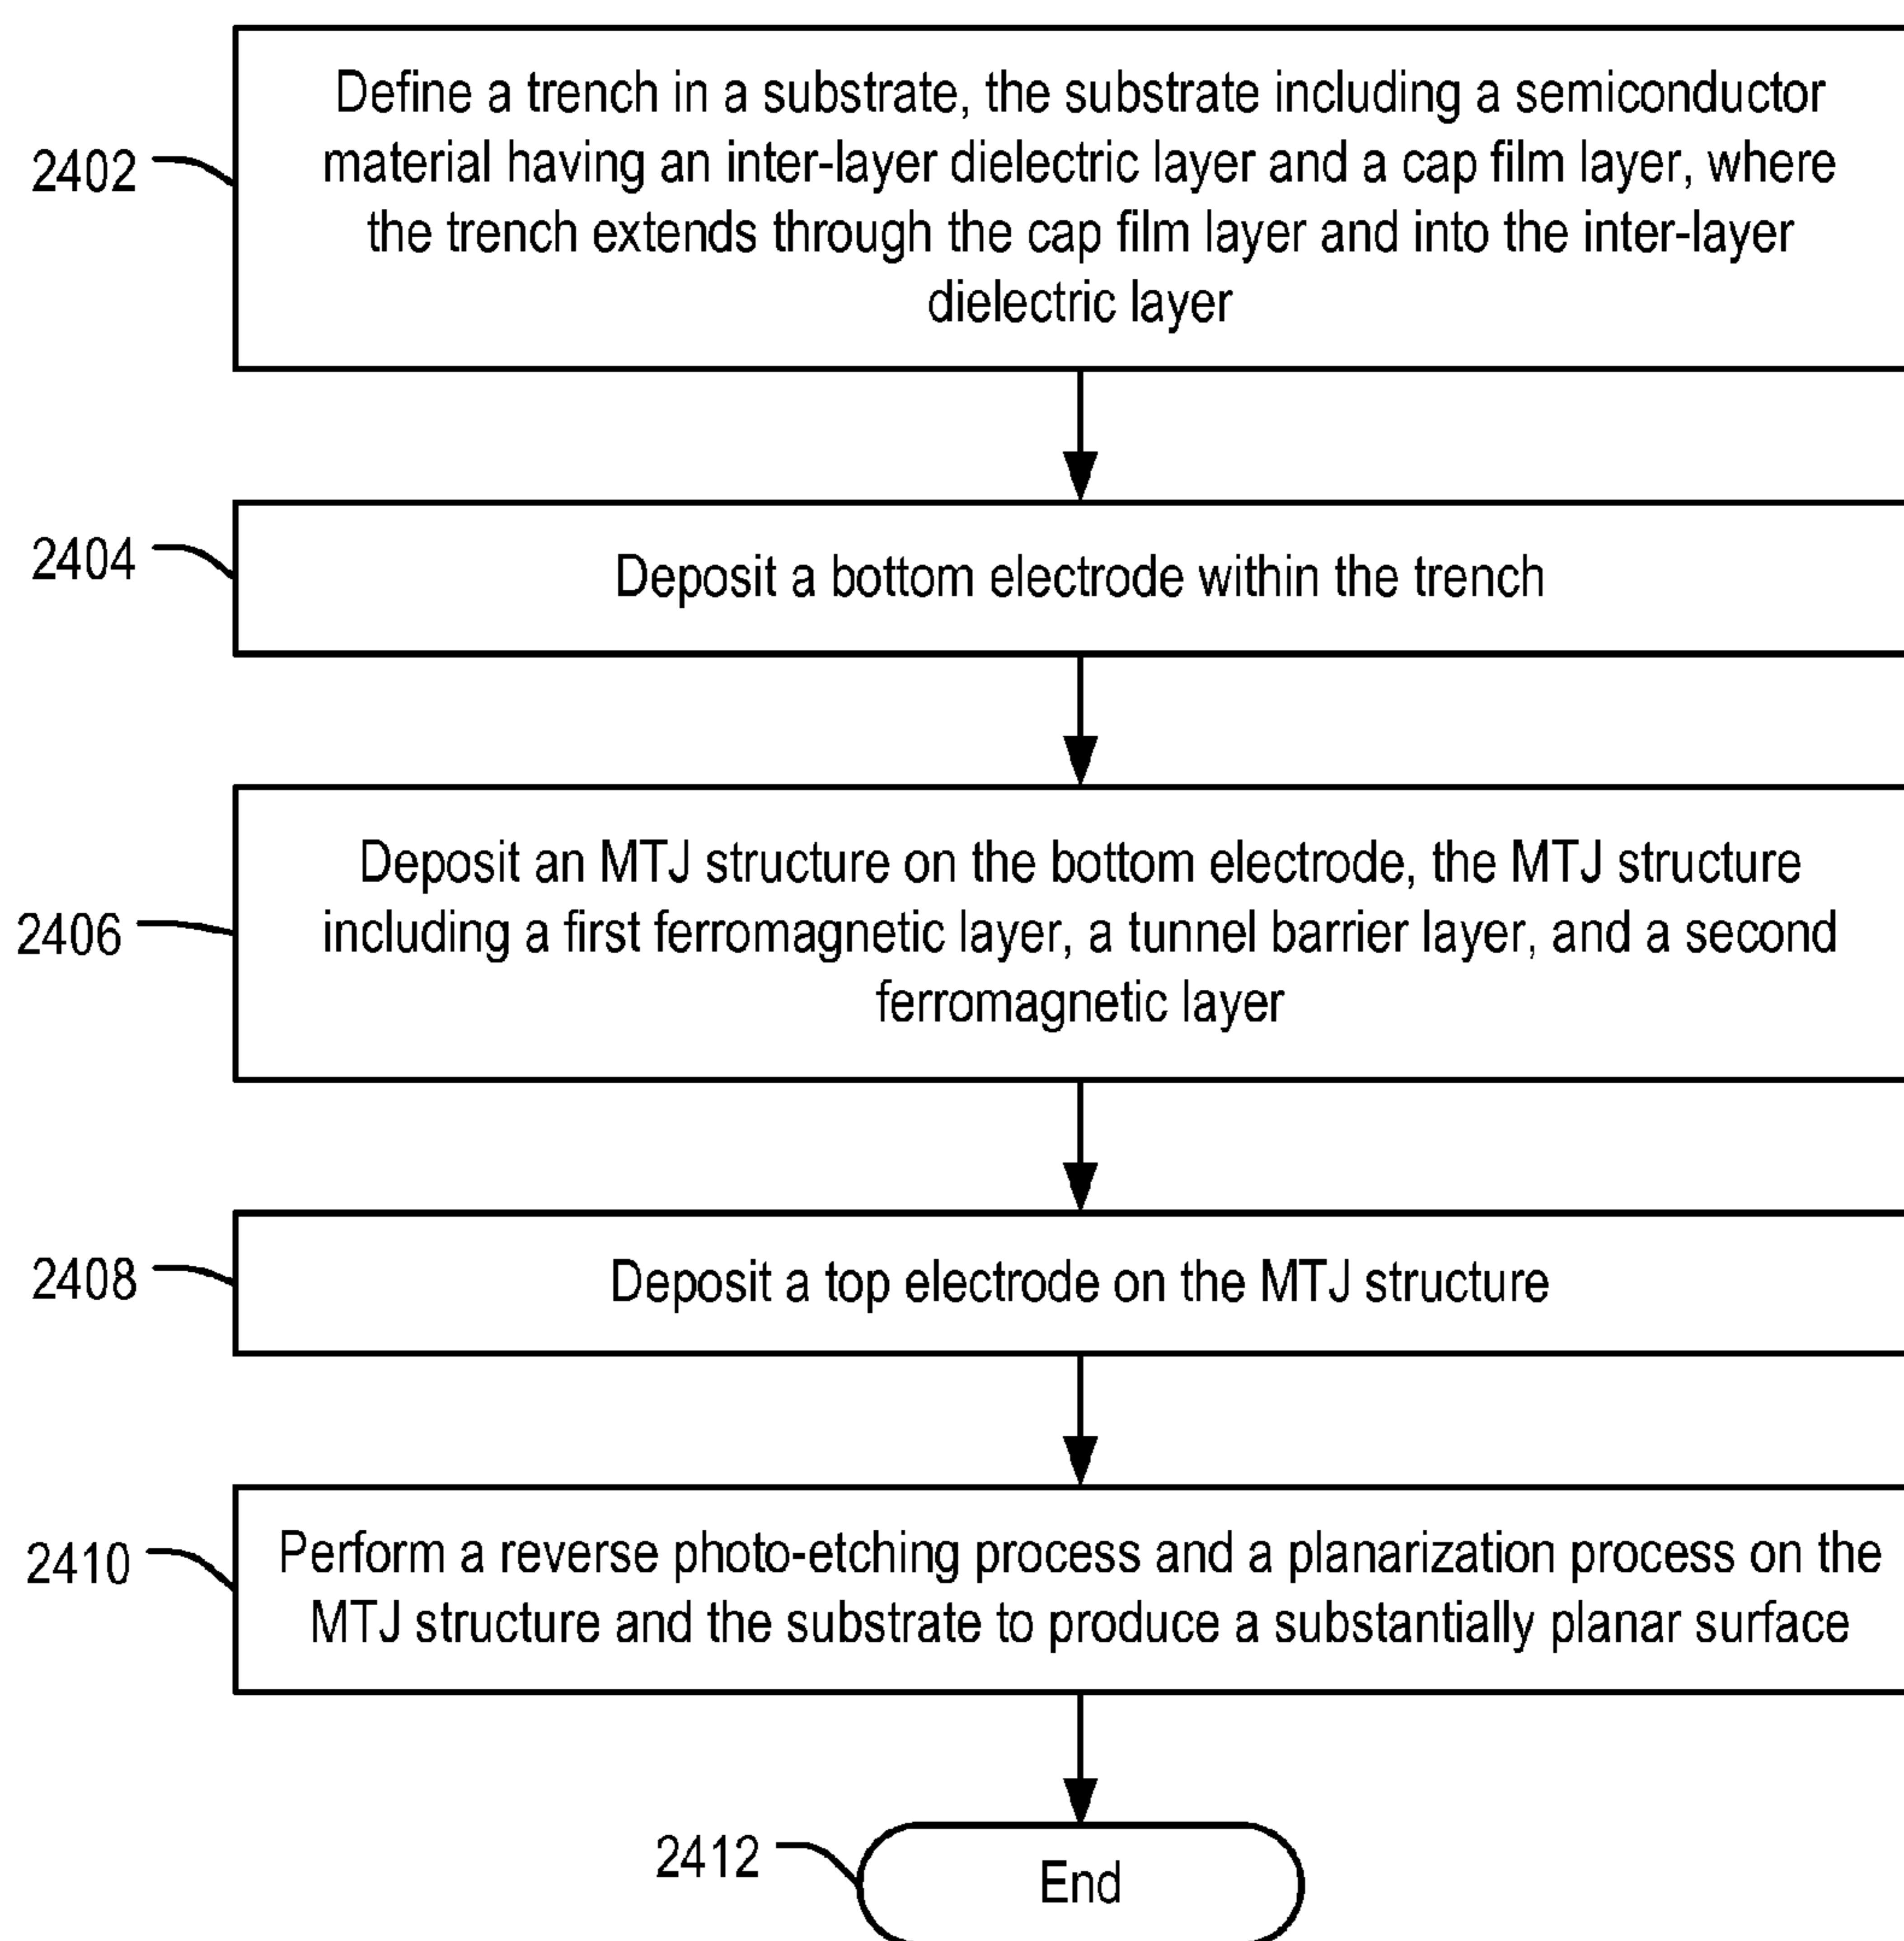 2402
Define a trench in a substrate, the substrate including a semiconductor
material having an inter-layer dielectric layer and a cap film layer, where
the trench extends through the cap film layer and into the inter-layer
dielectric layer
2404
Deposit a bottom electrode within the trench
2406
Deposit an MTJ structure on the bottom electrode, the MTJ structure
including a first ferromagnetic layer, a tunnel barrier layer, and a second
ferromagnetic layer
2408
Deposit a top electrode on the MTJ structure
2410
Perform a reverse photo-etching process and a planarization process on the
MTJ structure and the substrate to produce a substantially planar surface
2412
End